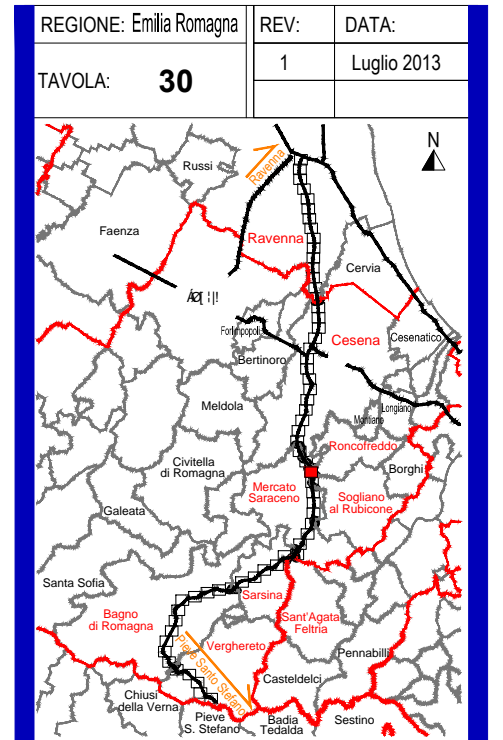 REGIONE: Emilia Romagna
REV:
DATA:
TAVOLA: 30
1
Luglio 2013
N
Russi
Ravenna
Faenza
Ravenna
Cervia
Forlimpopoli
Cesena
Cesenatico
Bertinoro
Meldola
Longiano
Montiano
Roncofreddo
Civitella
di Romagna
Borghi
Mercato
Saraceno
Sogliano
al Rubicone
Galeata
Santa Sofia
Sarsina
Bagno
di Romagna
Sant'Agata
Feltria
Verghereto
Pieve Santo Stefano
Pennabilli
Casteldelci
Chiusi
della Verna
Pieve
S. Stefano
Badia
Tedalda
Sestino